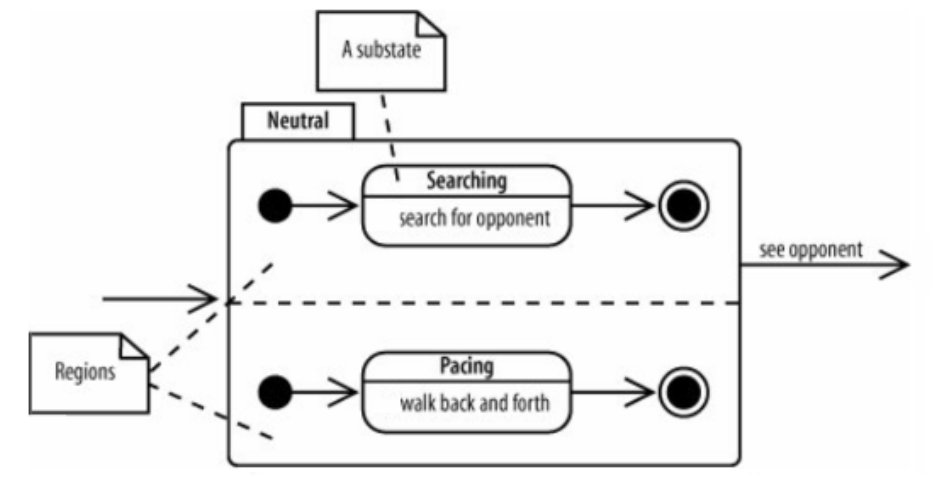 A substate
Neutral
Searching
search for opponent
see opponent
Regions
Pacing
walk back and forth